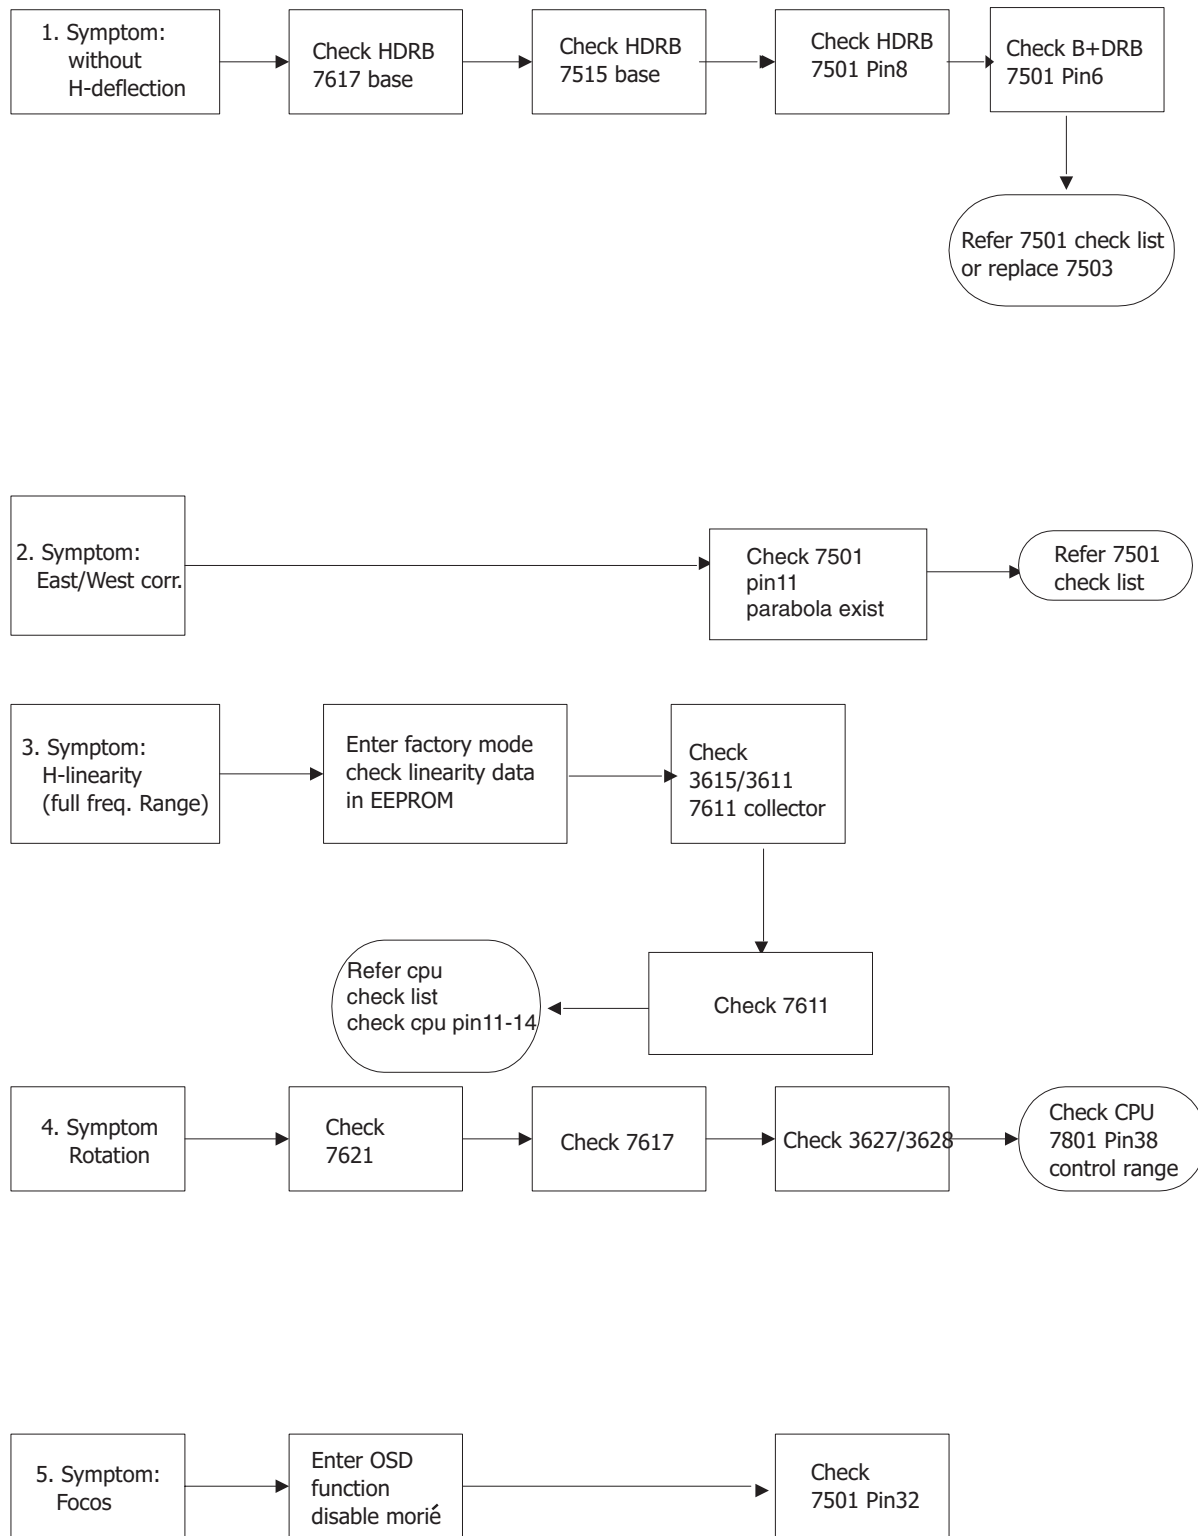 1. Symptom:
without
H-deflection
Check HDRB
7617 base
Check HDRB
7515 base
Check HDRB
7501 Pin8
Check B+DRB
7501 Pin6
Refer 7501 check list
or replace 7503
2. Symptom:
East/West corr.
Check 7501
pin11
parabola exist
Refer 7501
check list
3. Symptom:
H-linearity
(full freq. Range)
Enter factory mode
check linearity data
in EEPROM
Check
3615/3611
7611 collector
Check 7611
Refer cpu
check list
check cpu pin11-14
4. Symptom
Rotation
Check
7621
Check 7617
Check 3627/3628
Check CPU
7801 Pin38
control range
5. Symptom:
Focos
Enter OSD
function
disable morié
Check
7501 Pin32